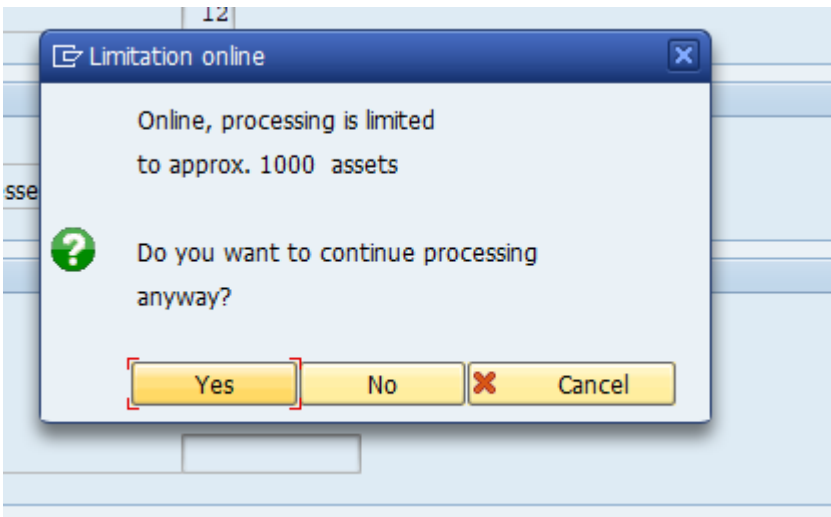 12
Limitation online
Online, processing is limited
to approx. 1000 assets
sse
Do you want to continue processing
anyway?
Yes No Cancel